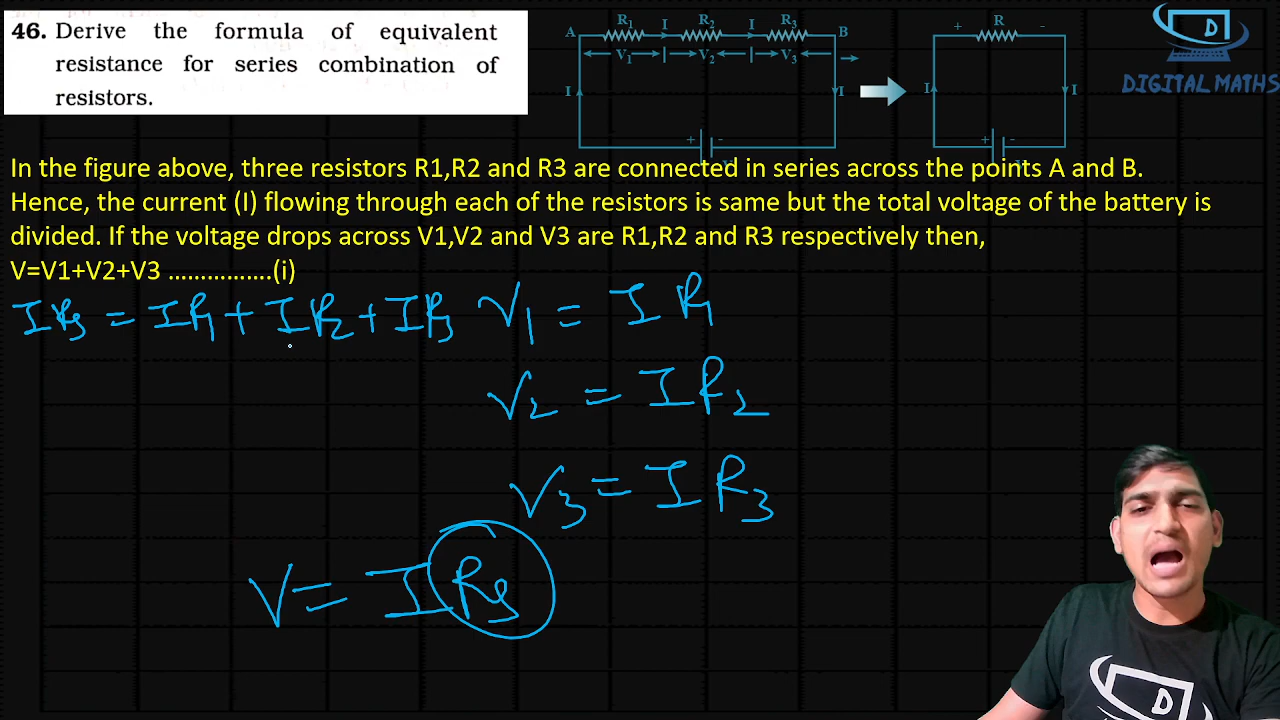 46. Derive the formula of equivalent
resistance for series combination of
resistors.
A R₁ I R₂ I R₃ B
V₁ V₂ V₃
I I
+ -
+ R -
I I
+ -
D
DIGITAL MATHS
In the figure above, three resistors R1,R2 and R3 are connected in series across the points A and B.
Hence, the current (I) flowing through each of the resistors is same but the total voltage of the battery is
divided. If the voltage drops across V1,V2 and V3 are R1,R2 and R3 respectively then,
V=V1+V2+V3 ................(i)
IRs = IR1 + IR2 + IR3
V1 = IR1
V2 = IR2
V3 = IR3
V = IRs
D